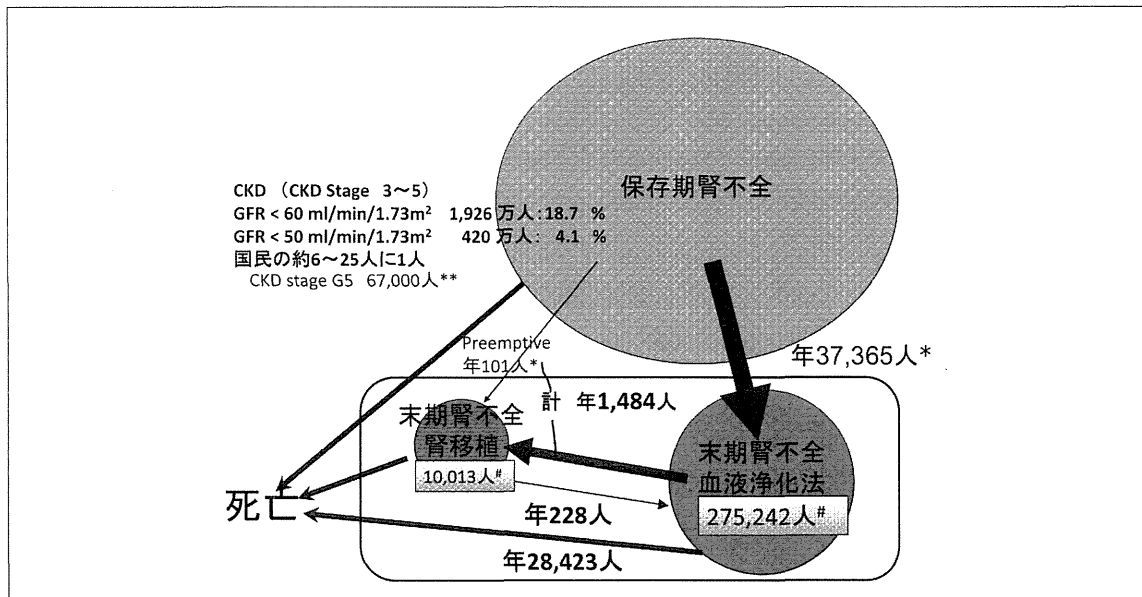 保存期腎不全
CKD (CKD Stage 3～5)
GFR < 60 ml/min/1.73m² 1,926 万人:18.7 %
GFR < 50 ml/min/1.73m² 420 万人: 4.1 %
国民の約6～25人に1人
CKD stage G5 67,000人**
Preemptive
年101人*
年37,365人*
計 年1,484人
末期腎不全
腎移植
10,013人#
末期腎不全
血液浄化法
275,242人#
死亡
年228人
年28,423人